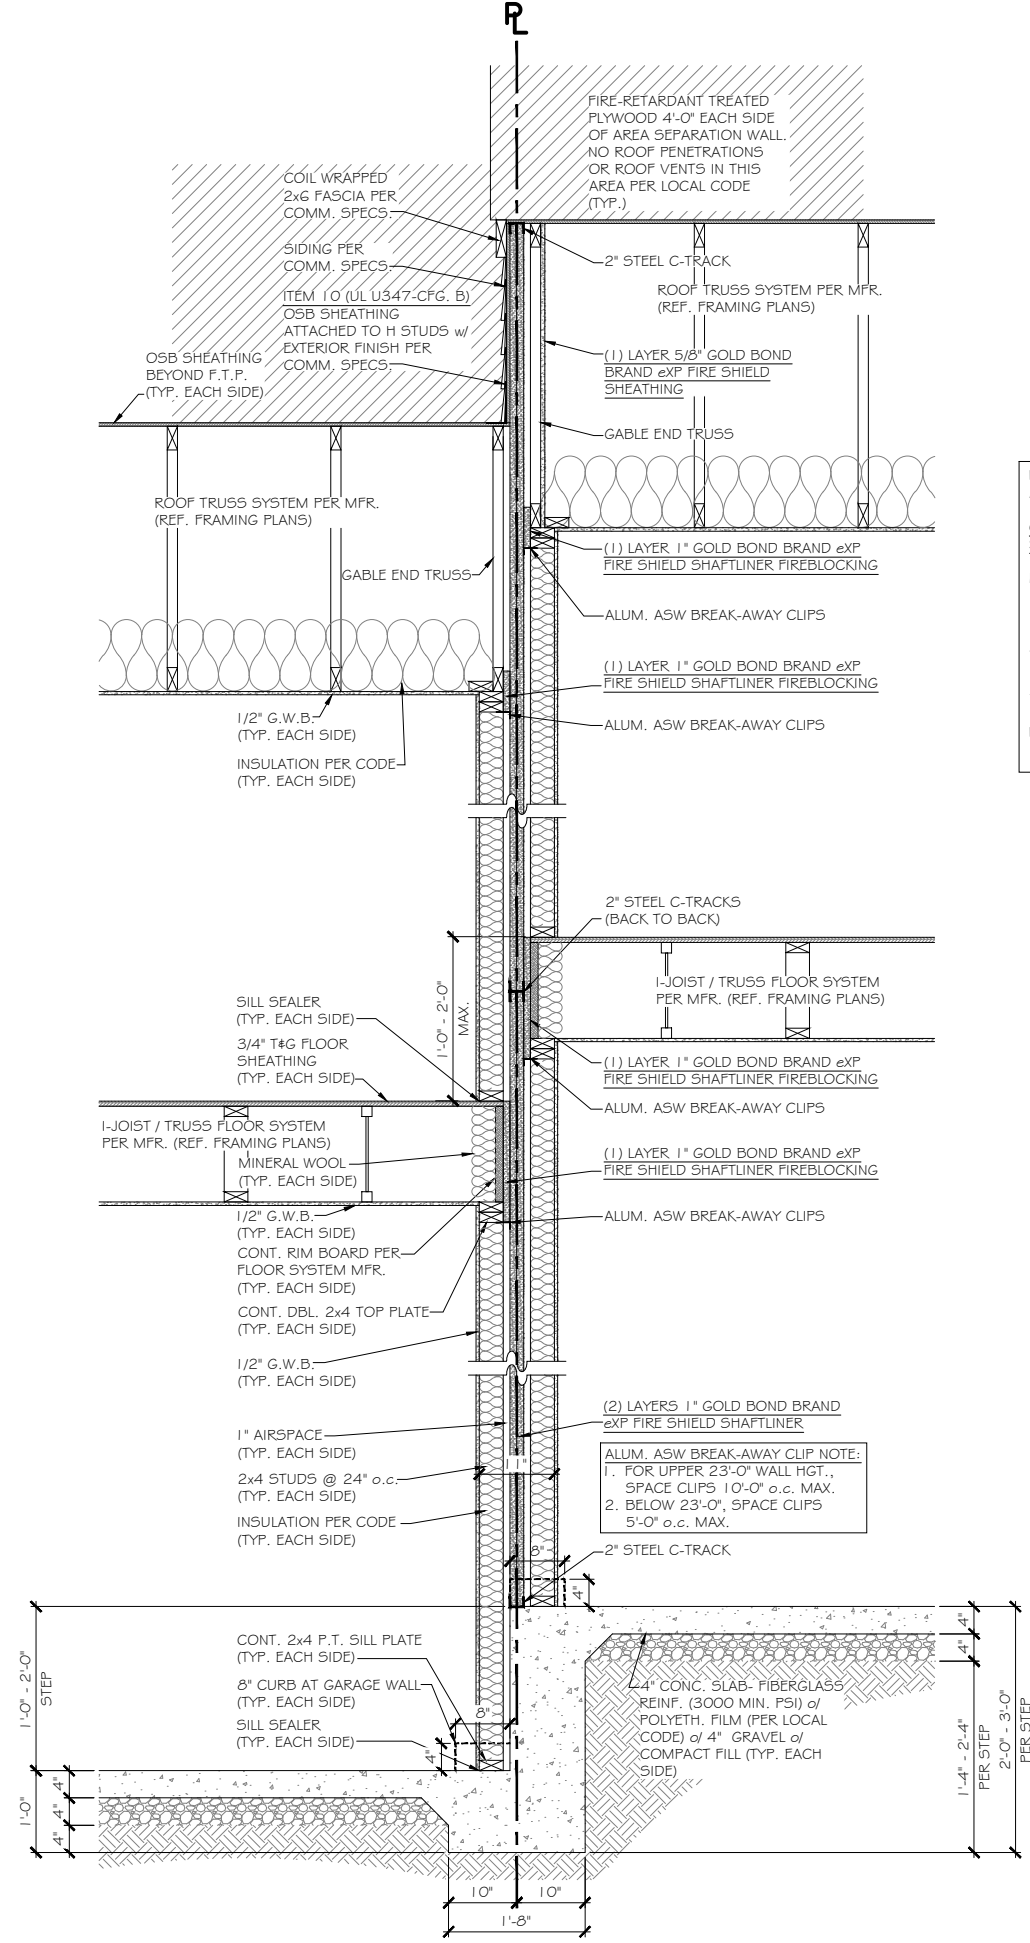 PL
FIRE-RETARDANT TREATED
PLYWOOD 4'-0" EACH SIDE
OF AREA SEPARATION WALL.
NO ROOF PENETRATIONS
OR ROOF VENTS IN THIS
AREA PER LOCAL CODE
(TYP.)
COIL WRAPPED
2x6 FASCIA PER
COMM. SPECS.
SIDING PER
COMM. SPECS.
ITEM 10 (UL U347-CFG. B)
OSB SHEATHING
ATTACHED TO H STUDS w/
EXTERIOR FINISH PER
COMM. SPECS.
OSB SHEATHING
BEYOND F.T.P.
(TYP. EACH SIDE)
2" STEEL C-TRACK
ROOF TRUSS SYSTEM PER MFR.
(REF. FRAMING PLANS)
(1) LAYER 5/8" GOLD BOND
BRAND eXP FIRE SHIELD
SHEATHING
GABLE END TRUSS
ROOF TRUSS SYSTEM PER MFR.
(REF. FRAMING PLANS)
GABLE END TRUSS
(1) LAYER 1" GOLD BOND BRAND eXP
FIRE SHIELD SHAFTLINER FIREBLOCKING
ALUM. ASW BREAK-AWAY CLIPS
(1) LAYER 1" GOLD BOND BRAND eXP
FIRE SHIELD SHAFTLINER FIREBLOCKING
ALUM. ASW BREAK-AWAY CLIPS
1/2" G.W.B.
(TYP. EACH SIDE)
INSULATION PER CODE
(TYP. EACH SIDE)
2" STEEL C-TRACKS
(BACK TO BACK)
1'-0" - 2'-0"
MAX.
I-JOIST / TRUSS FLOOR SYSTEM
PER MFR. (REF. FRAMING PLANS)
SILL SEALER
(TYP. EACH SIDE)
3/4" T&G FLOOR
SHEATHING
(TYP. EACH SIDE)
(1) LAYER 1" GOLD BOND BRAND eXP
FIRE SHIELD SHAFTLINER FIREBLOCKING
ALUM. ASW BREAK-AWAY CLIPS
I-JOIST / TRUSS FLOOR SYSTEM
PER MFR. (REF. FRAMING PLANS)
MINERAL WOOL
(TYP. EACH SIDE)
(1) LAYER 1" GOLD BOND BRAND eXP
FIRE SHIELD SHAFTLINER FIREBLOCKING
ALUM. ASW BREAK-AWAY CLIPS
1/2" G.W.B.
(TYP. EACH SIDE)
CONT. RIM BOARD PER
FLOOR SYSTEM MFR.
(TYP. EACH SIDE)
CONT. DBL. 2x4 TOP PLATE
(TYP. EACH SIDE)
1/2" G.W.B.
(TYP. EACH SIDE)
(2) LAYERS 1" GOLD BOND BRAND
eXP FIRE SHIELD SHAFTLINER
1" AIRSPACE
(TYP. EACH SIDE)
2x4 STUDS @ 24" o.c.
(TYP. EACH SIDE)
INSULATION PER CODE
(TYP. EACH SIDE)
11"
ALUM. ASW BREAK-AWAY CLIP NOTE:
1. FOR UPPER 23'-0" WALL HGT.,
SPACE CLIPS 10'-0" o.c. MAX.
2. BELOW 23'-0", SPACE CLIPS
5'-0" o.c. MAX.
8"
2" STEEL C-TRACK
4"
CONT. 2x4 P.T. SILL PLATE
(TYP. EACH SIDE)
8" CURB AT GARAGE WALL
(TYP. EACH SIDE)
SILL SEALER
(TYP. EACH SIDE)
8"
4"
4" CONC. SLAB- FIBERGLASS
REINF. (3000 MIN. PSI) o/
POLYETH. FILM (PER LOCAL
CODE) o/ 4" GRAVEL o/
COMPACT FILL (TYP. EACH
SIDE)
1'-0" - 2'-0"
STEP
1'-0"
4"
4"
4"
4"
4"
1'-4" - 2'-4"
PER STEP
2'-0" - 3'-0"
PER STEP
10"
10"
1'-8"